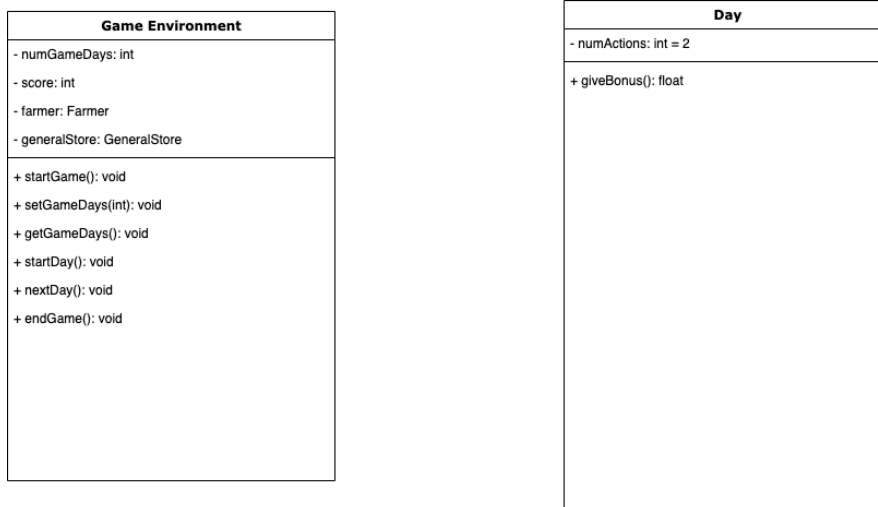 Game Environment
- numGameDays: int
- score: int
- farmer: Farmer
- generalStore: GeneralStore
+ startGame(): void
+ setGameDays(int): void
+ getGameDays(): void
+ startDay(): void
+ nextDay(): void
+ endGame(): void
Day
- numActions: int = 2
+ giveBonus(): float